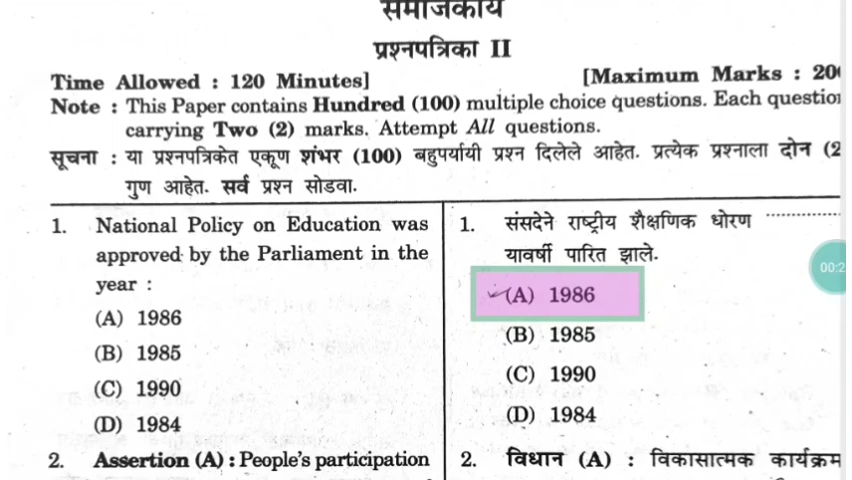 समाजकार्य
प्रश्नपत्रिका II
Time Allowed : 120 Minutes]
[Maximum Marks : 200
Note : This Paper contains Hundred (100) multiple choice questions. Each question
carrying Two (2) marks. Attempt All questions.
सूचना : या प्रश्नपत्रिकेत एकूण शंभर (100) बहुपर्यायी प्रश्न दिलेले आहेत. प्रत्येक प्रश्नाला दोन (2
गुण आहेत. सर्व प्रश्न सोडवा.
1. National Policy on Education was
approved by the Parliament in the
year :
(A) 1986
(B) 1985
(C) 1990
(D) 1984
2. Assertion (A) : People's participation
1. संसदेने राष्ट्रीय शैक्षणिक धोरण ................
यावर्षी पारित झाले.
(A) 1986
(B) 1985
(C) 1990
(D) 1984
2. विधान (A) : विकासात्मक कार्यक्रम
00:2